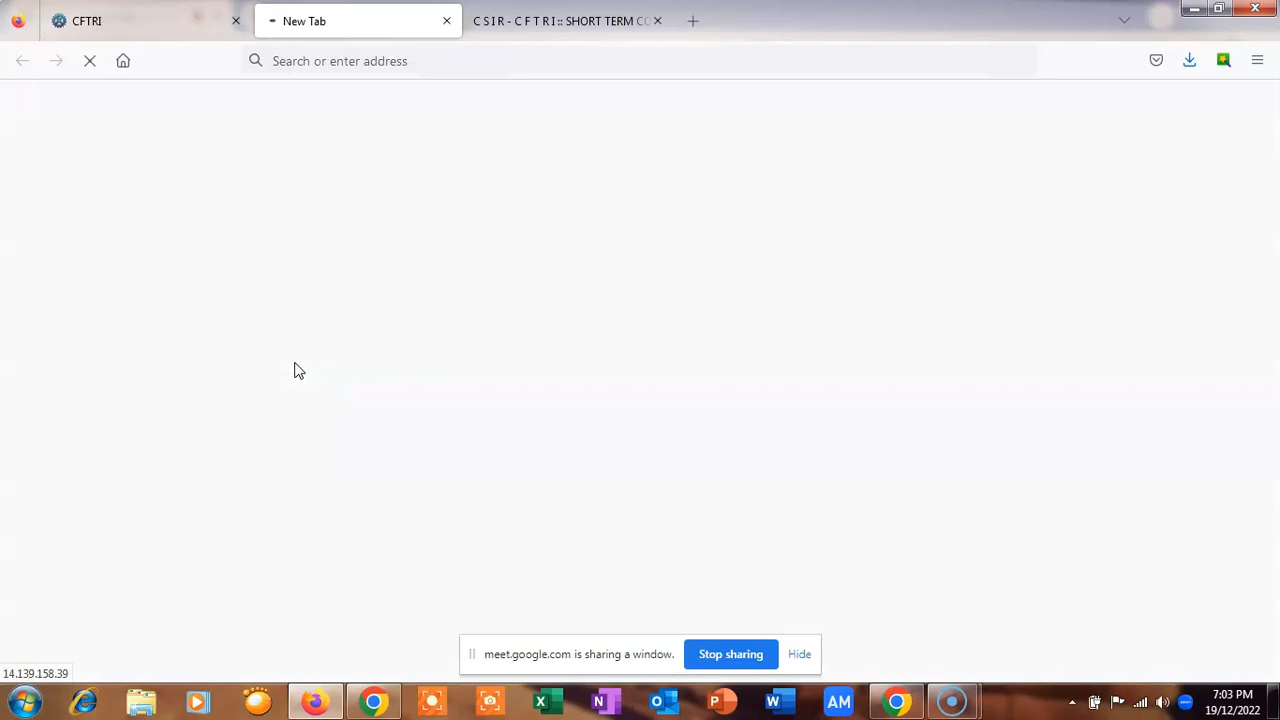 CFTRI
New Tab
C S I R - C F T R I :: SHORT TERM CO
Search or enter address
meet.google.com is sharing a window.
Stop sharing
Hide
14.139.158.39
7:03 PM
19/12/2022
AM